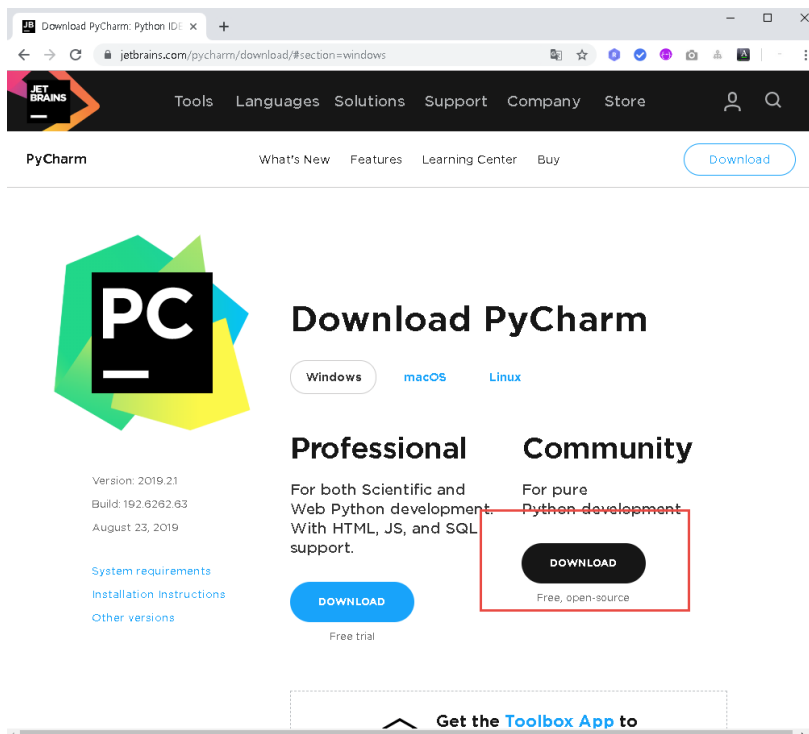 JB Download PyCharm: Python IDE
jetbrains.com/pycharm/download/#section=windows
JET
BRAINS
Tools Languages Solutions Support Company Store
PyCharm
What's New Features Learning Center Buy
Download
PC
Download PyCharm
Windows macOS Linux
Professional
For both Scientific and
Web Python development.
With HTML, JS, and SQL
support.
DOWNLOAD
Free trial
Community
For pure
Python development
DOWNLOAD
Free, open-source
Version: 2019.2.1
Build: 192.6262.63
August 23, 2019
System requirements
Installation Instructions
Other versions
Get the Toolbox App to